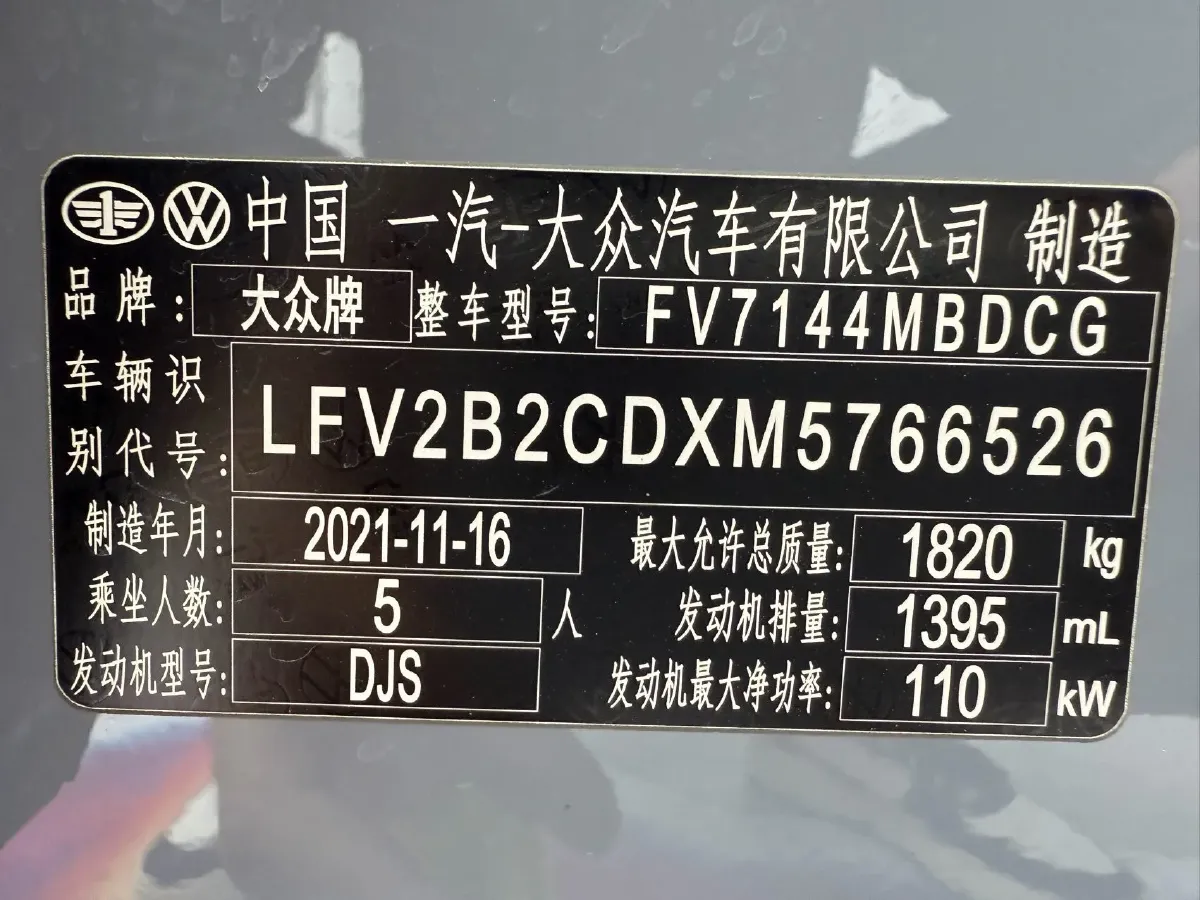 中国 一汽-大众汽车有限公司 制造
品牌: 大众牌 整车型号: FV7144MBDCG
车辆识别代号: LFV2B2CDXM5766526
制造年月: 2021-11-16 最大允许总质量: 1820 kg
乘坐人数: 5 人 发动机排量: 1395 mL
发动机型号: DJS 发动机最大净功率: 110 kW